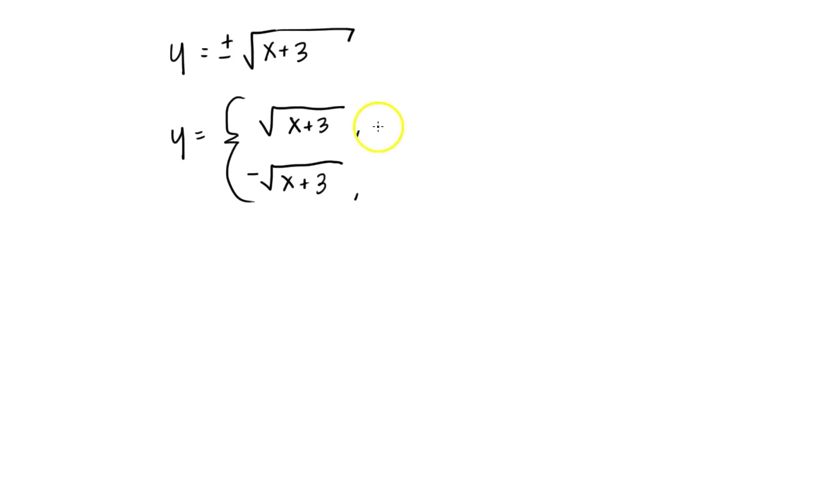 y = ± √(x+3)
y = { √(x+3) ,
-√(x+3) ,